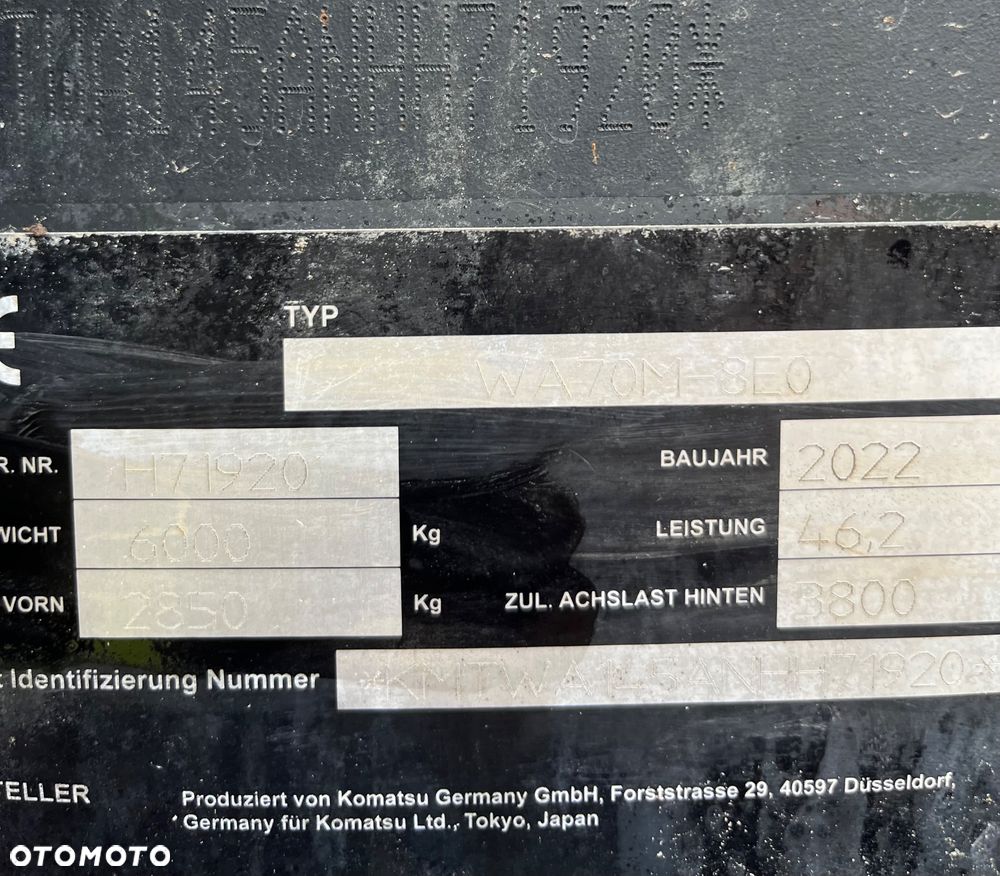 TWA145ANHH71920*
TYP
WA70M-8E0
R. NR. H71920 BAUJAHR 2022
WICHT 6000 Kg LEISTUNG 46,2
VORN 2850 Kg ZUL. ACHSLAST HINTEN 3800
Identifizierung Nummer *KMTWA145ANHH71920*
TELLER Produziert von Komatsu Germany GmbH, Forststrasse 29, 40597 Düsseldorf,
Germany für Komatsu Ltd., Tokyo, Japan
OTOMOTO